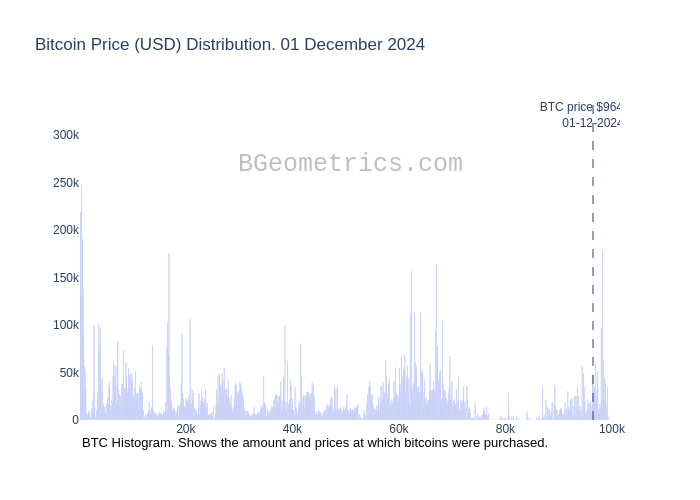 Bitcoin Price (USD) Distribution. 01 December 2024
BTC price $964
01-12-2024
300k
BGeometrics.com
250k
200k
150k
100k
50k
0
20k 40k 60k 80k 100k
BTC Histogram. Shows the amount and prices at which bitcoins were purchased.